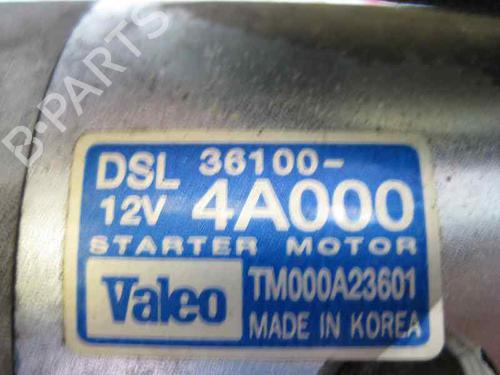 B-PARTS
DSL 36100-
12V 4A000
STARTER MOTOR
Valeo TM000A23601
MADE IN KOREA